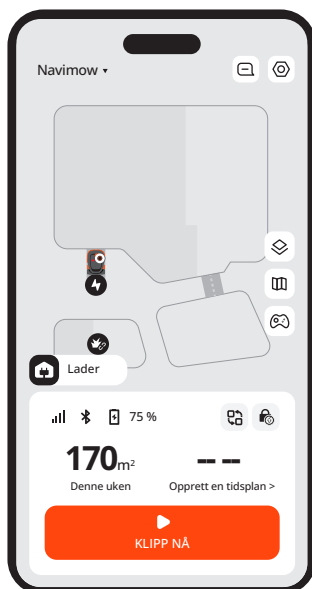 Navimow
Lader
75 %
170m²
-- --
Denne uken
Opprett en tidsplan >
KLIPP NÅ